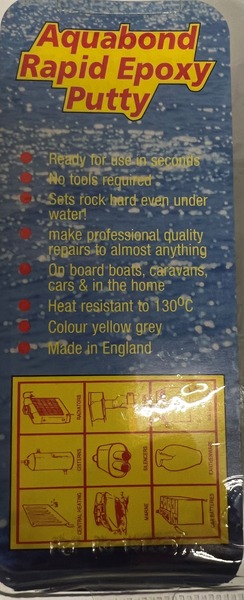 Aquabond
Rapid Epoxy
Putty
Ready for use in seconds
No tools required
Sets rock hard even under
water!
make professional quality
repairs to almost anything
On board boats, caravans,
cars & in the home
Heat resistant to 130ºC
Colour yellow grey
Made in England
RADIATORS
CISTERNS
SILENCERS
CENTRAL HEATING
MARINE